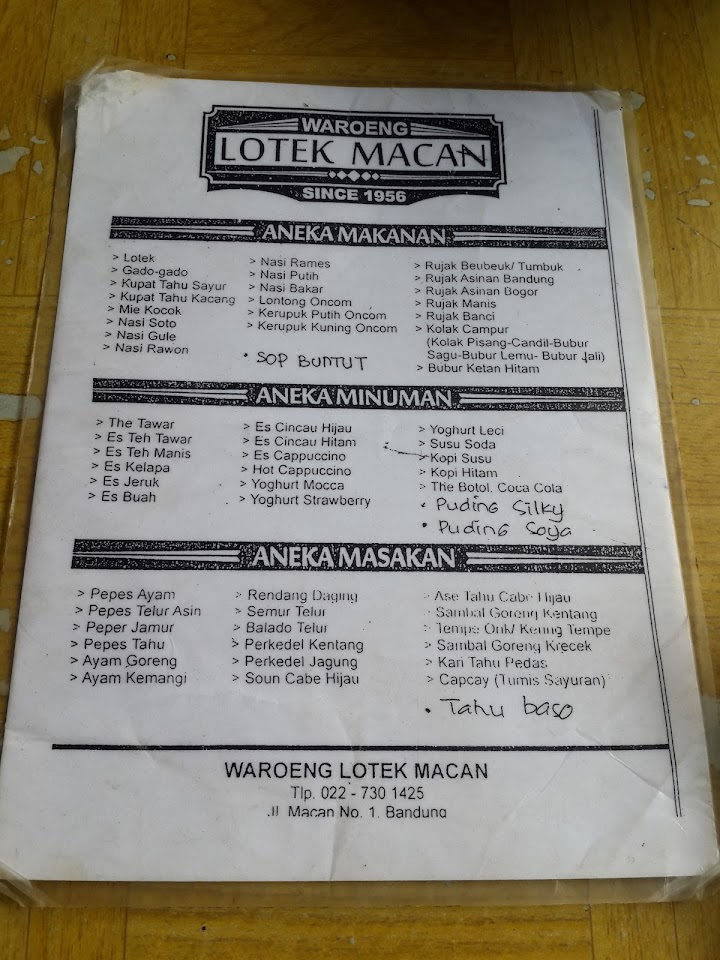 WAROENG
LOTEK MACAN
SINCE 1956
ANEKA MAKANAN
> Lotek
> Gado-gado
> Kupat Tahu Sayur
> Kupat Tahu Kacang
> Mie Kocok
> Nasi Soto
> Nasi Gule
> Nasi Rawon
> Nasi Rames
> Nasi Putih
> Nasi Bakar
> Lontong Oncom
> Kerupuk Putih Oncom
> Kerupuk Kuning Oncom
• SOP BUNTUT
> Rujak Beubeuk/ Tumbuk
> Rujak Asinan Bandung
> Rujak Asinan Bogor
> Rujak Manis
> Rujak Banci
> Kolak Campur
(Kolak Pisang-Candil-Bubur
Sagu-Bubur Lemu- Bubur Jali)
> Bubur Ketan Hitam
ANEKA MINUMAN
> The Tawar
> Es Teh Tawar
> Es Teh Manis
> Es Kelapa
> Es Jeruk
> Es Buah
> Es Cincau Hijau
> Es Cincau Hitam
> Es Cappuccino
> Hot Cappuccino
> Yoghurt Mocca
> Yoghurt Strawberry
> Yoghurt Leci
> Susu Soda
> Kopi Susu
> Kopi Hitam
> The Botol, Coca Cola
• Puding Silky
• Puding Soya
ANEKA MASAKAN
> Pepes Ayam
> Pepes Telur Asin
> Peper Jamur
> Pepes Tahu
> Ayam Goreng
> Ayam Kemangi
> Rendang Daging
> Semur Telur
> Balado Telur
> Perkedel Kentang
> Perkedel Jagung
> Soun Cabe Hijau
> Ase Tahu Cabe Hijau
> Sambal Goreng Kentang
> Tempe Orik/ Kering Tempe
> Sambal Goreng Krecek
> Kari Tahu Pedas
> Capcay (Tumis Sayuran)
• Tahu baso
WAROENG LOTEK MACAN
Tlp. 022 - 730 1425
Jl. Macan No. 1, Bandung